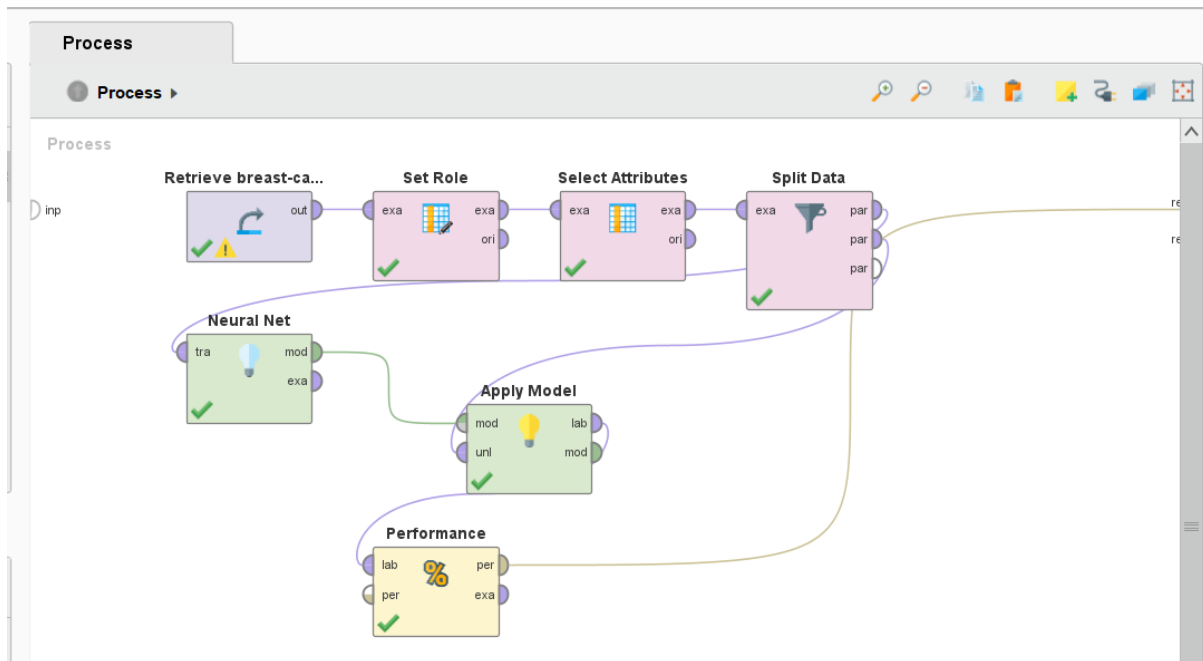 Process
Process
Process
Retrieve breast-ca...
Set Role
Select Attributes
Split Data
inp
out
exa
exa
ori
exa
exa
ori
exa
par
par
par
re
re
Neural Net
tra
mod
exa
Apply Model
mod
lab
unl
mod
Performance
%
lab
per
per
exa